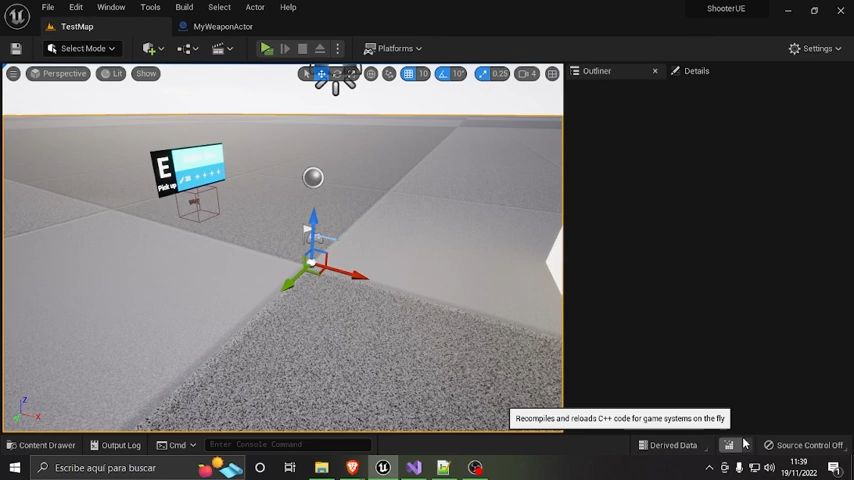 File Edit Window Tools Build Select Actor Help
ShooterUE
TestMap
MyWeaponActor
Select Mode
Platforms
Settings
Perspective
Lit
Show
10
10°
0.25
4
Outliner
Details
E
Pick up
Recompiles and reloads C++ code for game systems on the fly
Content Drawer
Output Log
Cmd
Enter Console Command
Derived Data
Source Control Off
Escribe aquí para buscar
11:39
19/11/2022
1
Z
X